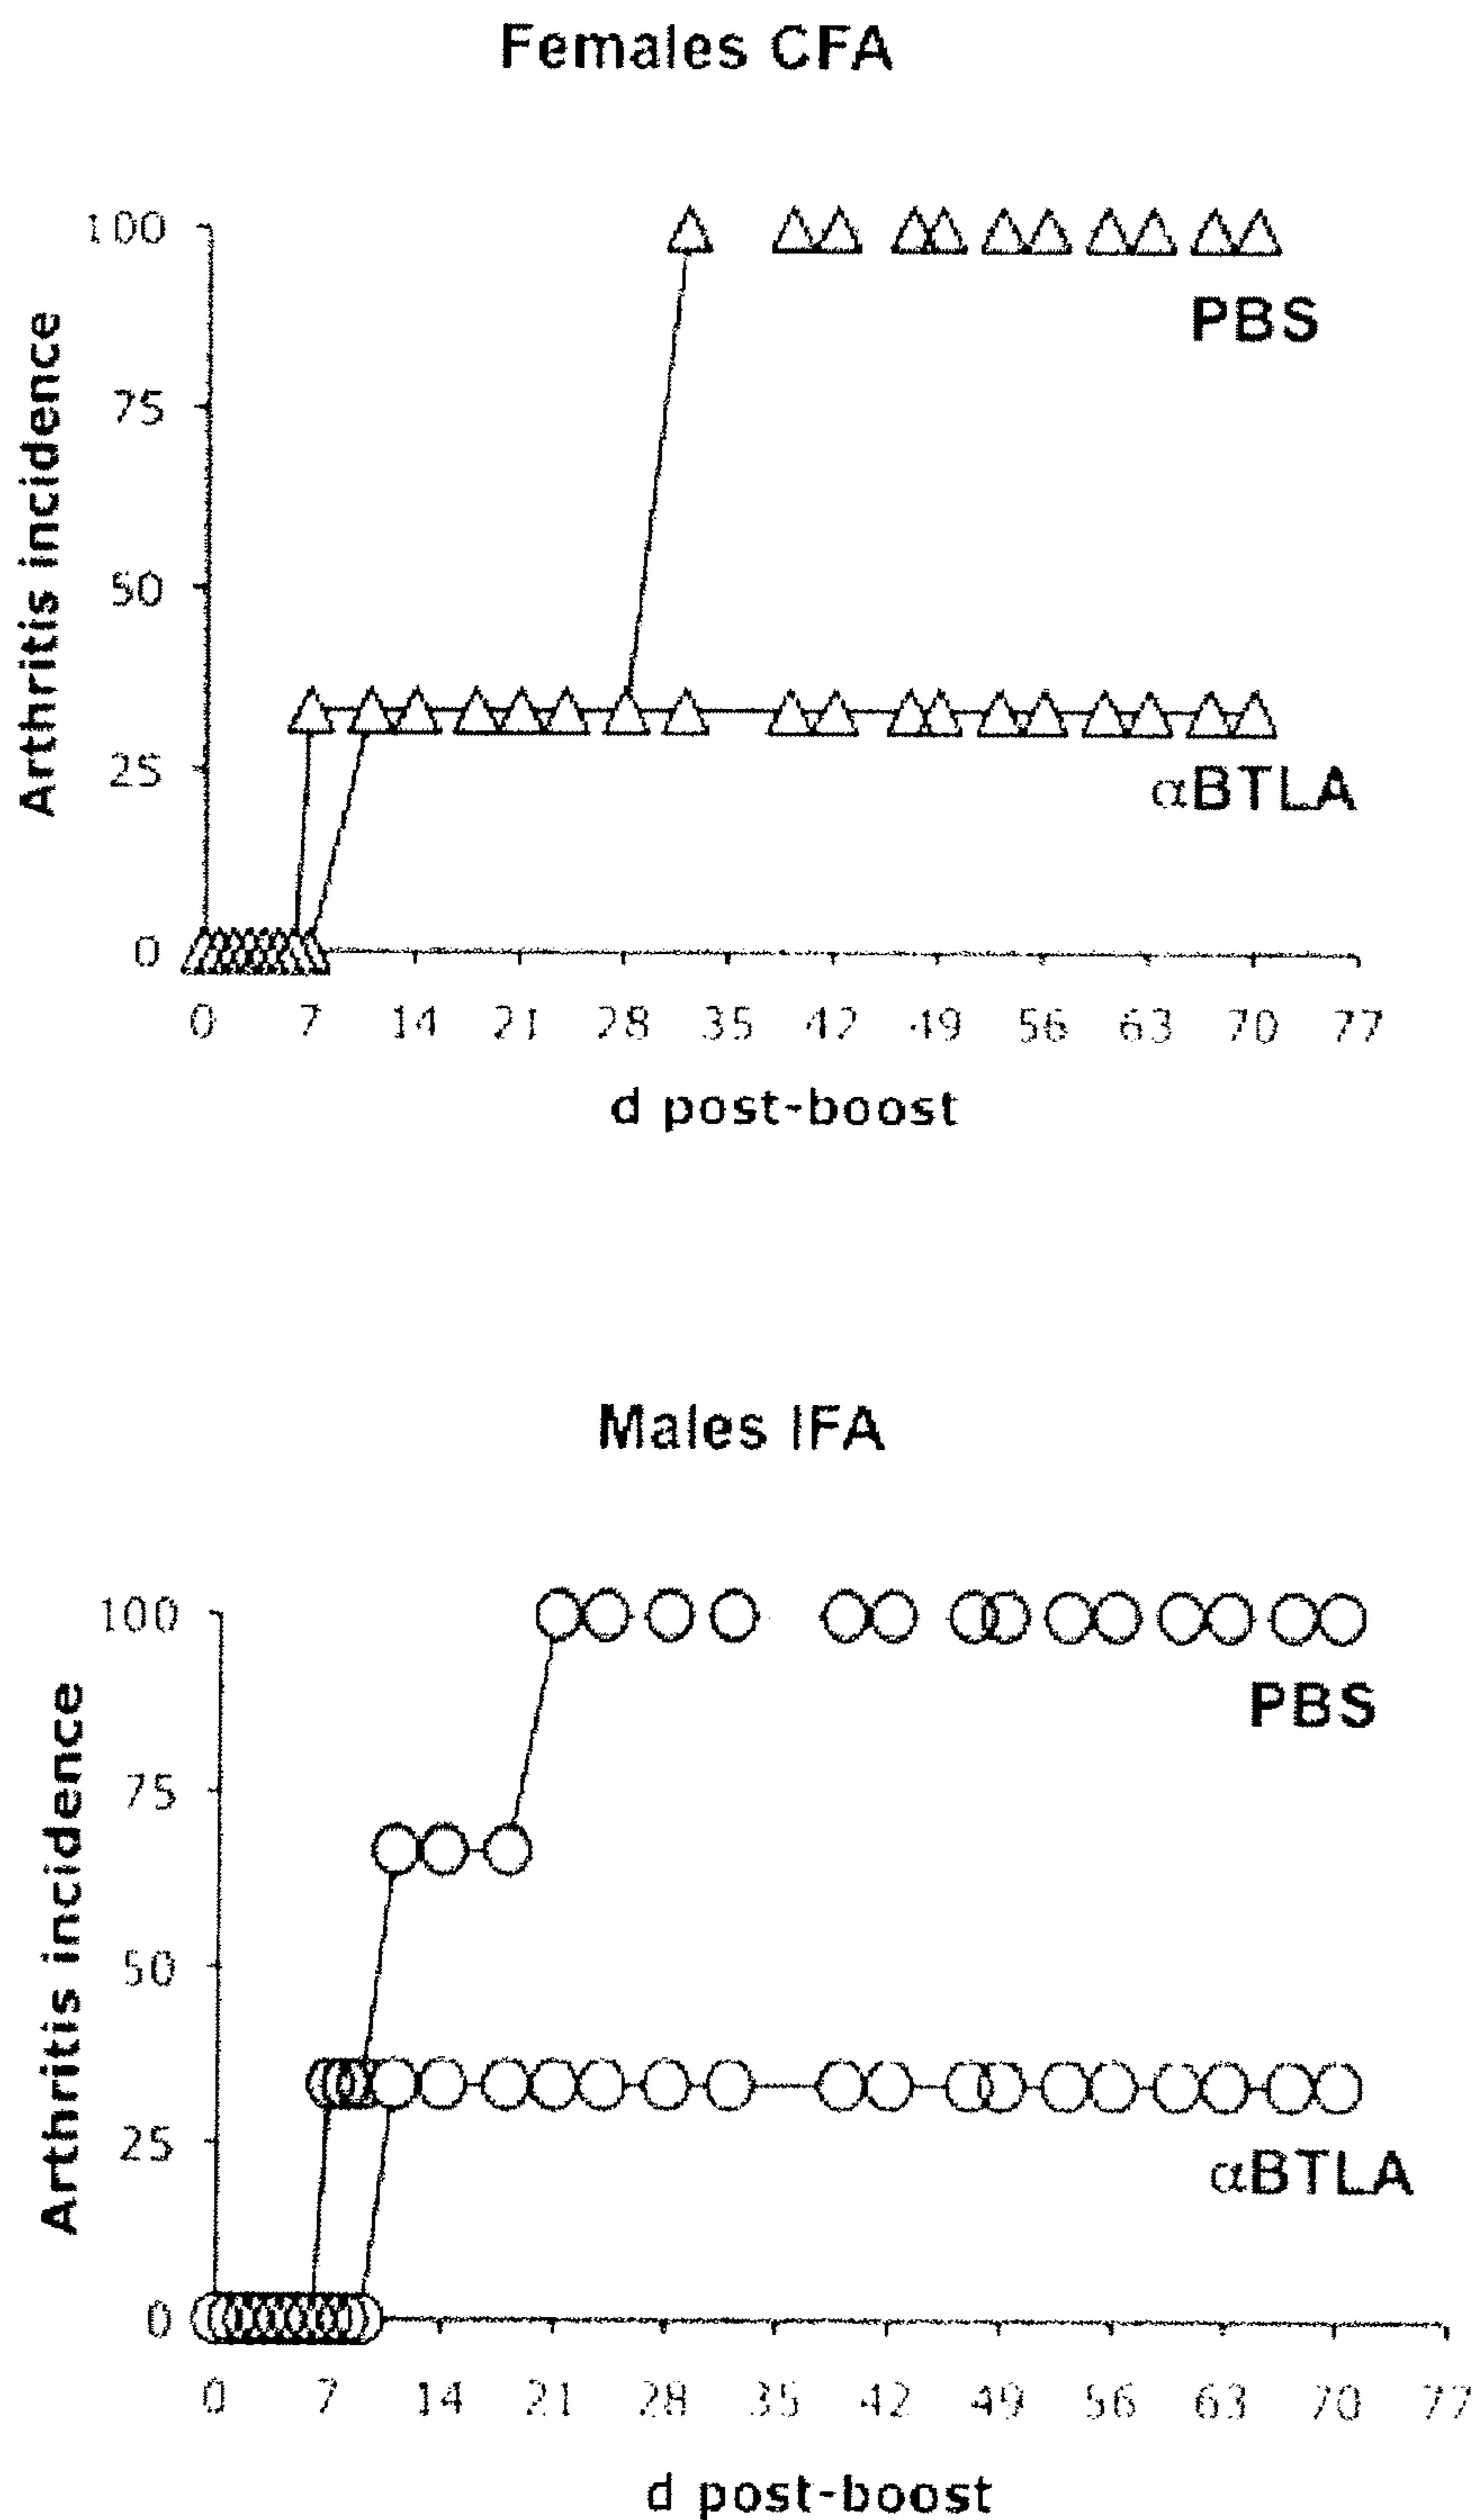 Females CFA
100
75
50
25
0
Arthritis incidence
PBS
αBTLA
0 7 14 21 28 35 42 49 56 63 70 77
d post-boost
Males IFA
100
75
50
25
0
Arthritis incidence
PBS
αBTLA
0 7 14 21 28 35 42 49 56 63 70 77
d post-boost